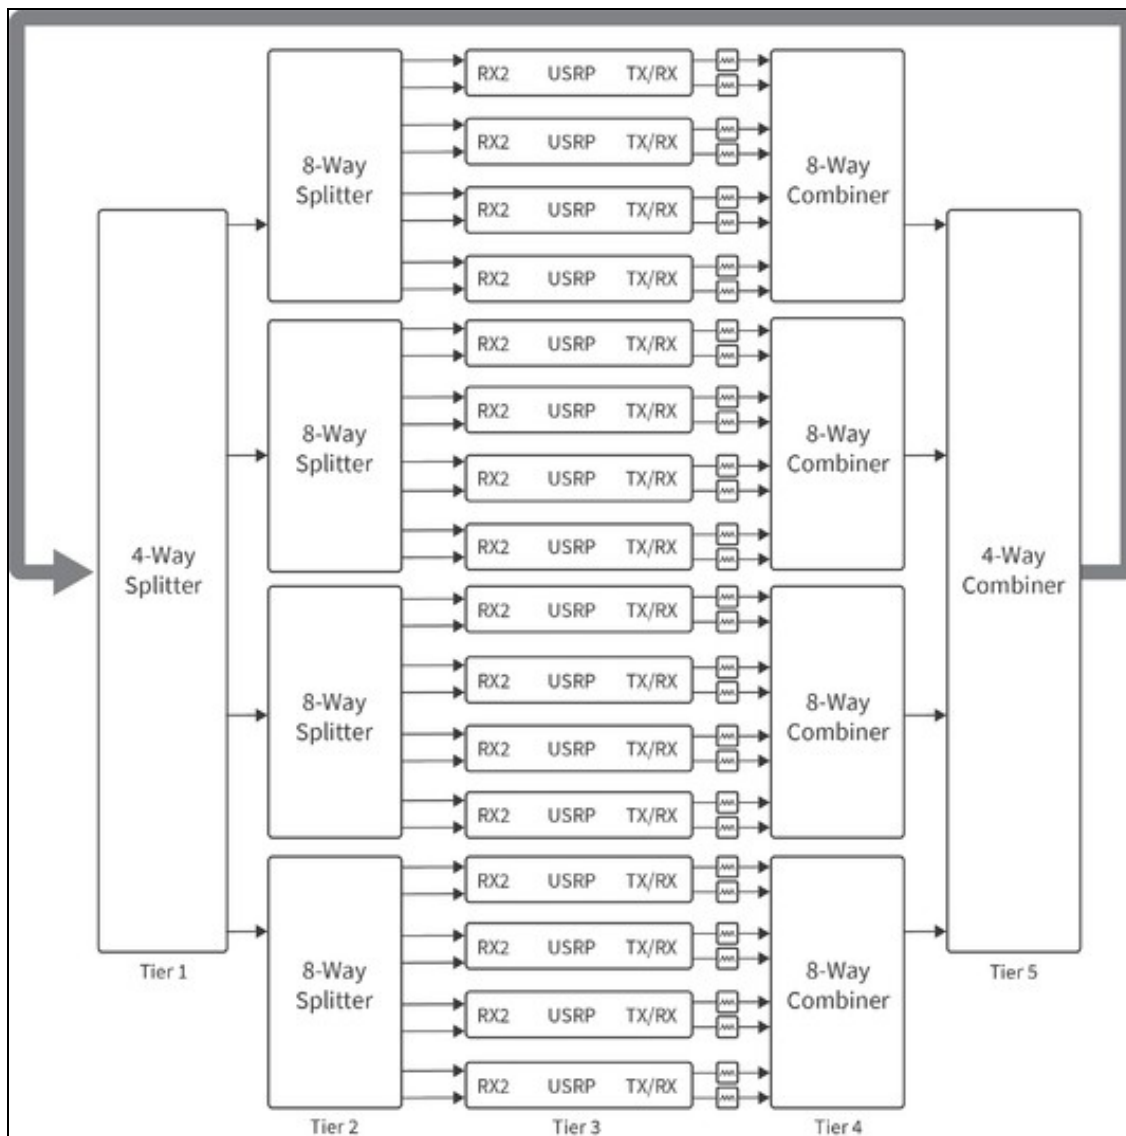 8-Way
Splitter
RX2 USRP TX/RX
RX2 USRP TX/RX
RX2 USRP TX/RX
RX2 USRP TX/RX
8-Way
Combiner
8-Way
Splitter
RX2 USRP TX/RX
RX2 USRP TX/RX
RX2 USRP TX/RX
RX2 USRP TX/RX
8-Way
Combiner
4-Way
Splitter
4-Way
Combiner
8-Way
Splitter
RX2 USRP TX/RX
RX2 USRP TX/RX
RX2 USRP TX/RX
RX2 USRP TX/RX
8-Way
Combiner
8-Way
Splitter
RX2 USRP TX/RX
RX2 USRP TX/RX
RX2 USRP TX/RX
RX2 USRP TX/RX
8-Way
Combiner
Tier 1
Tier 2
Tier 3
Tier 4
Tier 5